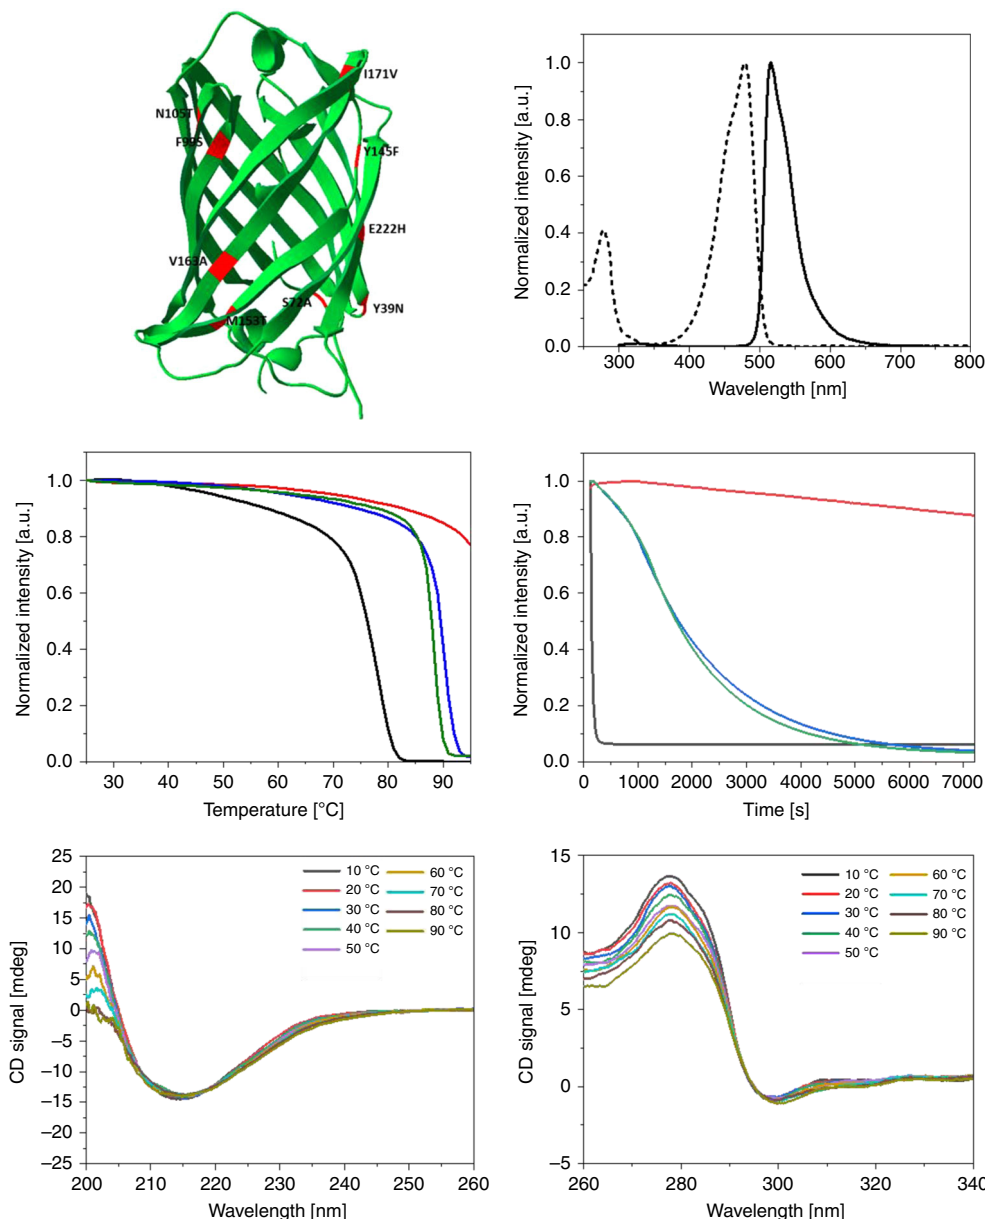 I171V
N105T
F99S
Y145F
E222H
V163A
S72A
Y39N
M153T
Normalized intensity [a.u.]
1.0
0.8
0.6
0.4
0.2
0.0
300 400 500 600 700 800
Wavelength [nm]
Normalized intensity [a.u.]
1.0
0.8
0.6
0.4
0.2
0.0
30 40 50 60 70 80 90
Temperature [°C]
Normalized intensity [a.u.]
1.0
0.8
0.6
0.4
0.2
0.0
0 1000 2000 3000 4000 5000 6000 7000
Time [s]
CD signal [mdeg]
25
20
15
10
5
0
−5
−10
−15
−20
−25
10 °C 60 °C
20 °C 70 °C
30 °C 80 °C
40 °C 90 °C
50 °C
200 210 220 230 240 250 260
Wavelength [nm]
CD signal [mdeg]
15
10
5
0
−5
10 °C 60 °C
20 °C 70 °C
30 °C 80 °C
40 °C 90 °C
50 °C
260 280 300 320 340
Wavelength [nm]